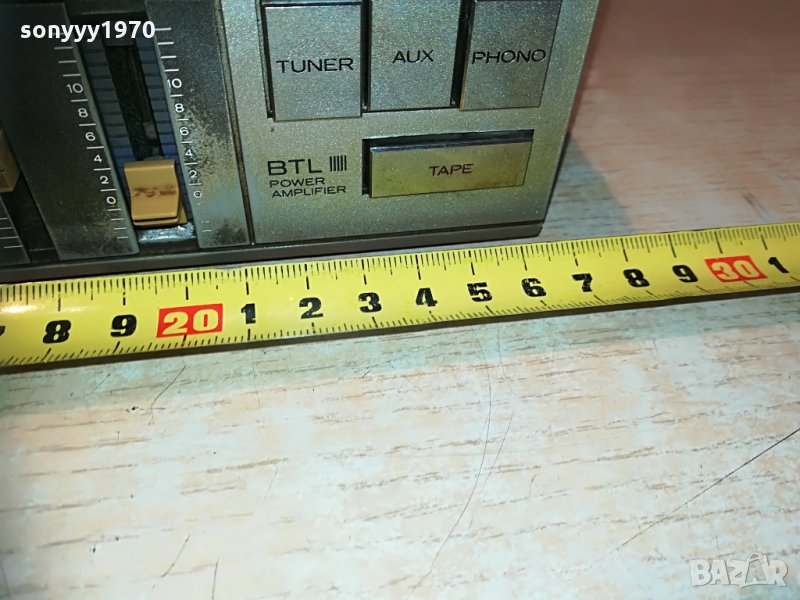 sonyyy1970
TUNER AUX PHONO
10 10
8 8
6 6
4 4
2 2
0 0
BTL
POWER
AMPLIFIER
TAPE
8 9 20 1 2 3 4 5 6 7 8 9 30 1
BAZAR